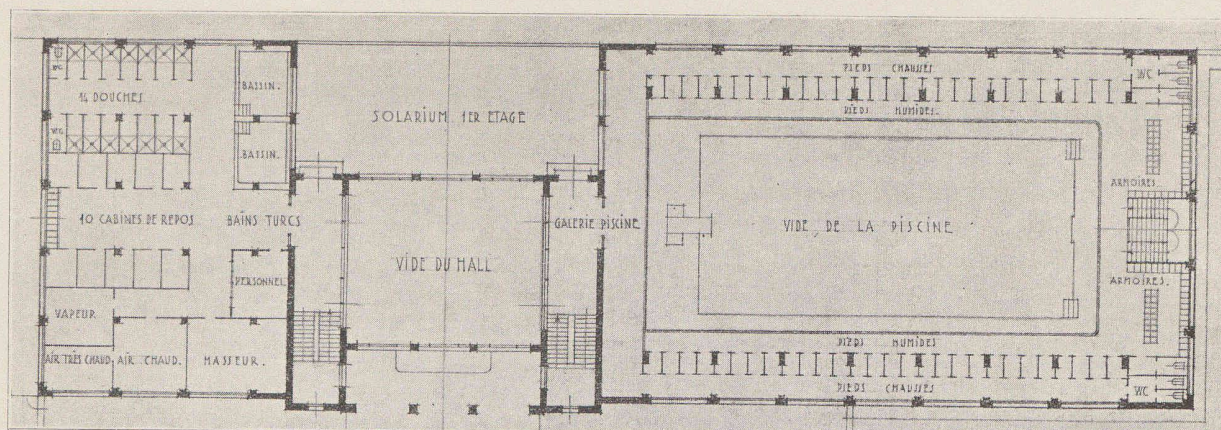 WC
14 DOUCHES.
WC
BASSIN.
BASSIN.
10 CABINES DE REPOS.
BAINS TURCS
PERSONNEL.
VAPEUR
AIR TRÈS CHAUD.
AIR CHAUD.
MASSEUR.
SOLARIUM 1ER ETAGE
VIDE DU HALL
GALERIE PISCINE
PIEDS CHAUSSÉS
PIEDS HUMIDES.
WC
ARMOIRES.
VIDE DE LA PISCINE
ARMOIRES.
PIEDS HUMIDES
PIEDS CHAUSSÉS
WC